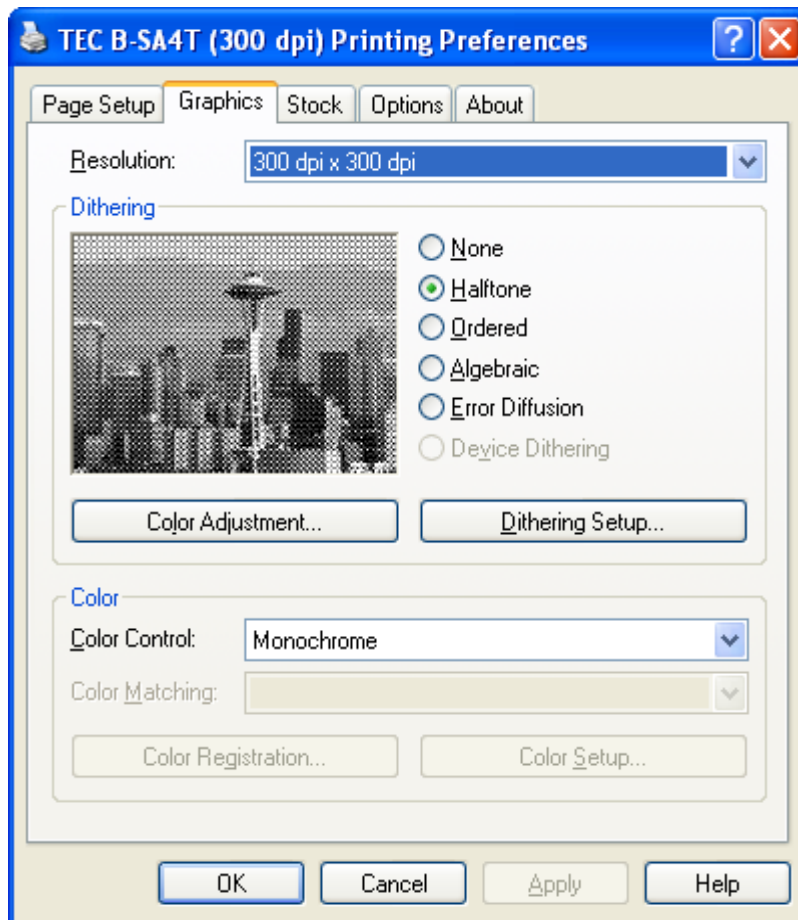 TEC B-SA4T (300 dpi) Printing Preferences
Page Setup Graphics Stock Options About
Resolution: 300 dpi x 300 dpi
Dithering
None
Halftone
Ordered
Algebraic
Error Diffusion
Device Dithering
Color Adjustment... Dithering Setup...
Color
Color Control: Monochrome
Color Matching:
Color Registration... Color Setup...
OK Cancel Apply Help